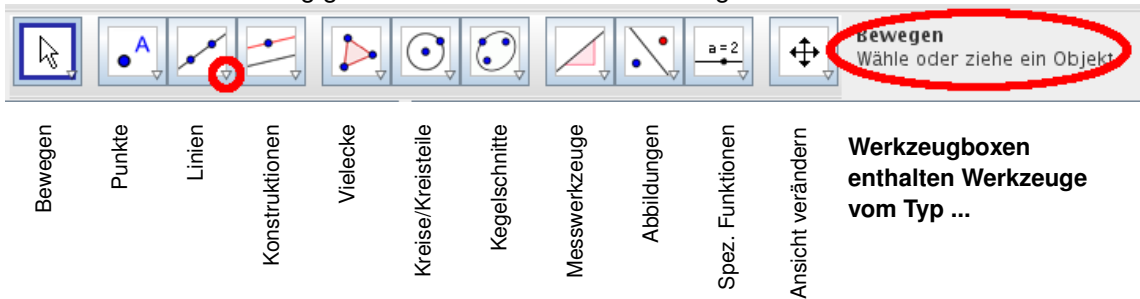 A
a=2
Bewegen
Wähle oder ziehe ein Objekt
Bewegen
Punkte
Linien
Konstruktionen
Vielecke
Kreise/Kreisteile
Kegelschnitte
Messwerkzeuge
Abbildungen
Spez. Funktionen
Ansicht verändern
Werkzeugboxen
enthalten Werkzeuge
vom Typ ...